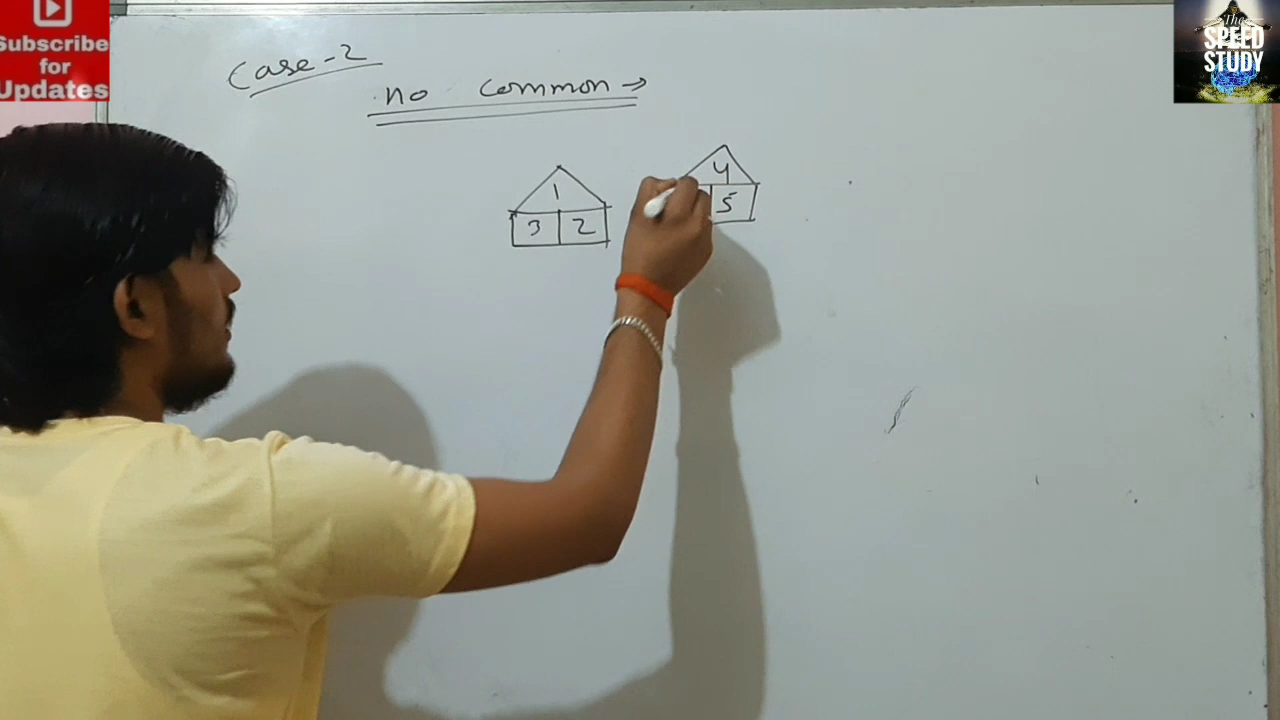 Subscribe
for
Updates
The
SPEED
STUDY
Case-2
no common →
1
3 2
4
5